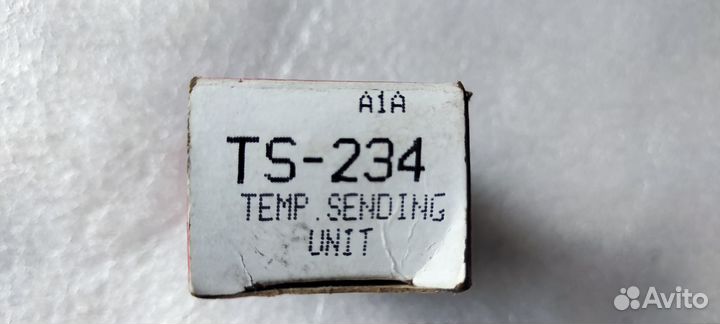 A1A
TS-234
TEMP.SENDING
UNIT
Avito